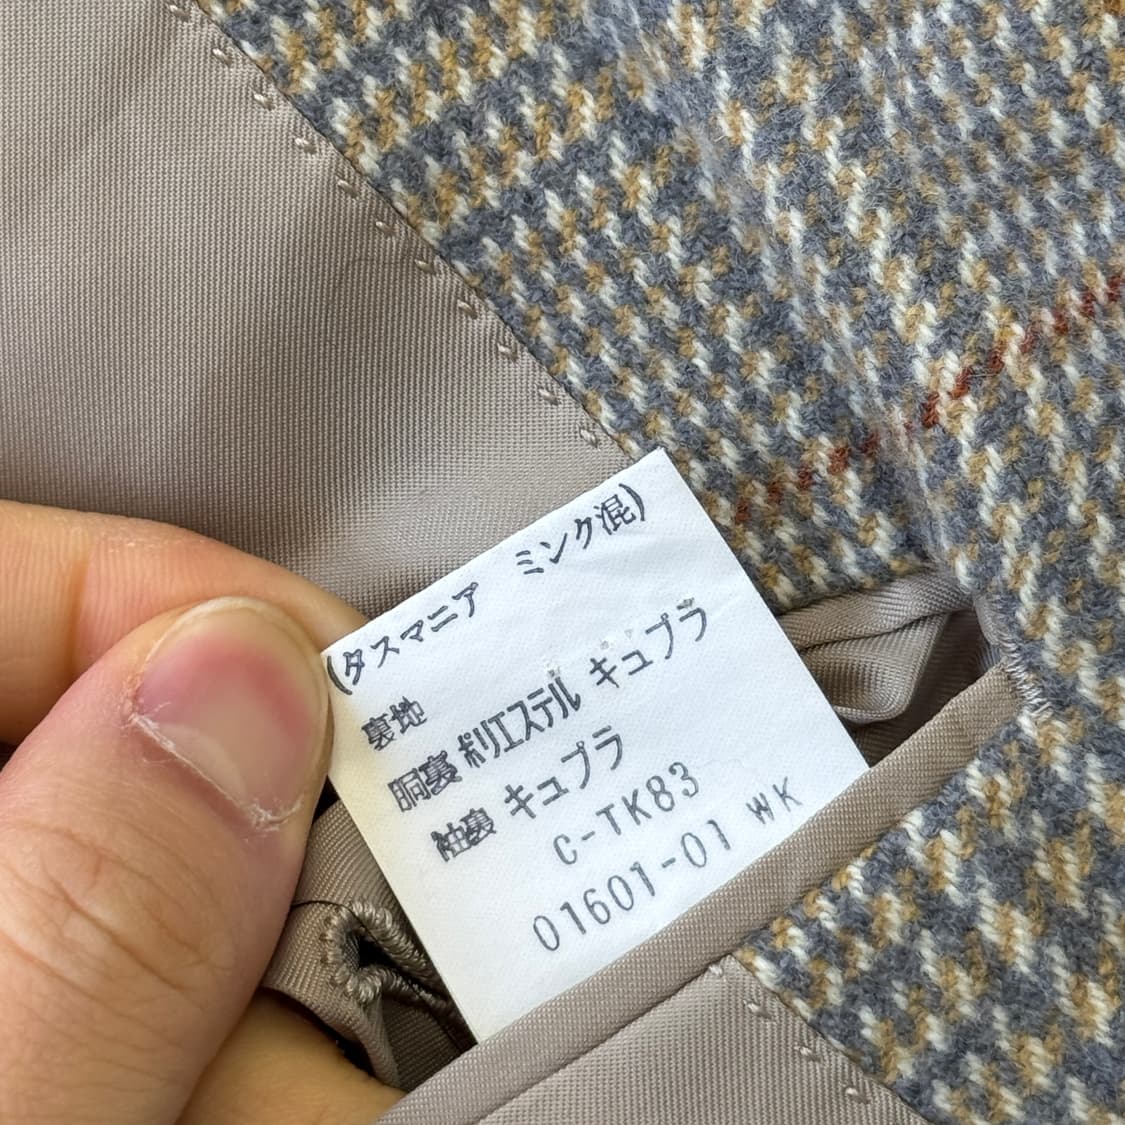 (タスマニア ミンク混)
裏地
胴裏 ポリエステル キュプラ
袖裏 キュプラ
C-TK83
01601-01 WK